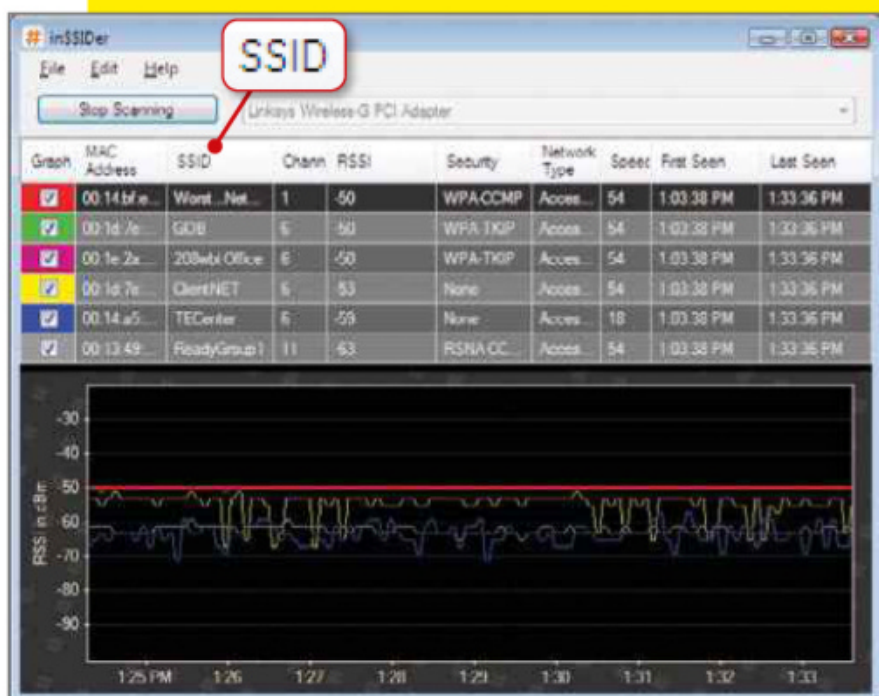 inSSIDer
SSID
File Edit Help
Stop Scanning Linksys Wireless-G PCI Adapter
Graph MAC Address SSID Chann RSSI Security Network Type Speec First Seen Last Seen
00:14:bf:e... Worst...Net... 1 -50 WPA-CCMP Acces... 54 1:03:38 PM 1:33:36 PM
00:1d:7e:... 6 -50 WPA-TKIP Acces... 54 1:03:38 PM 1:33:36 PM
00:1e:2a:... 208wbi Office 6 -50 WPA-TKIP Acces... 54 1:03:38 PM 1:33:36 PM
00:1d:7e:... ClientNET 6 -53 None Acces... 54 1:03:38 PM 1:33:36 PM
00:14:a5:... TECenter 6 -59 None Acces... 18 1:03:38 PM 1:33:36 PM
00:13:49:... ReadyGroup1 11 -63 RSNA-CC... Acces... 54 1:03:38 PM 1:33:36 PM
-30
-40
-50
-60
-70
-80
-90
RSS in dBm
1:25 PM 1:26 1:27 1:28 1:29 1:30 1:31 1:32 1:33